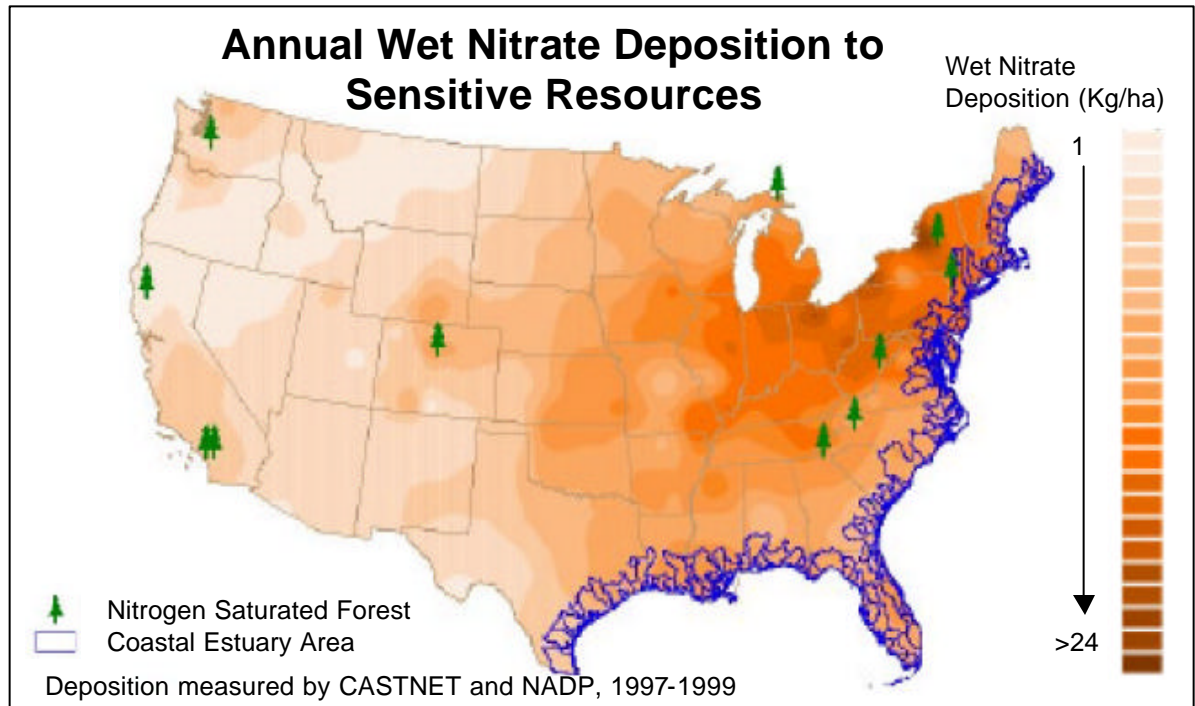 Annual Wet Nitrate Deposition to
Sensitive Resources
Wet Nitrate
Deposition (Kg/ha)
1
>24
Nitrogen Saturated Forest
Coastal Estuary Area
Deposition measured by CASTNET and NADP, 1997-1999